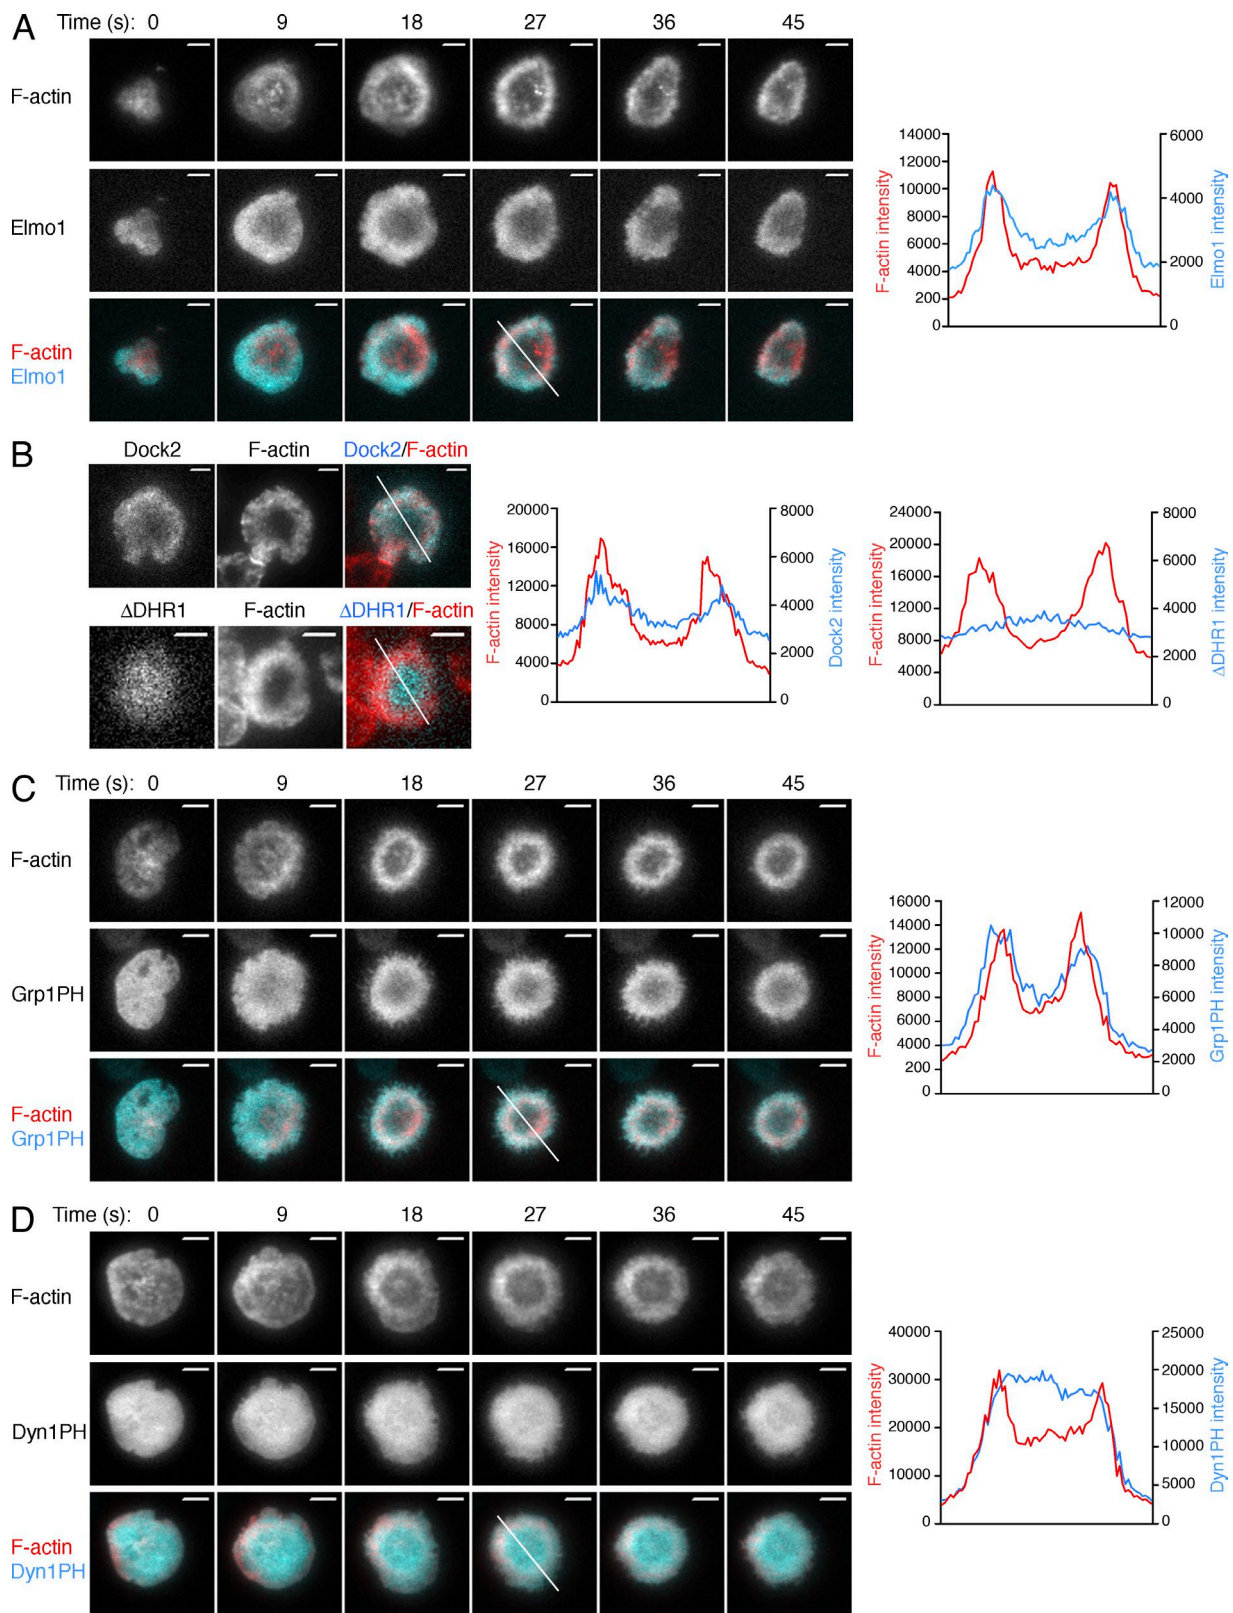 A
Time (s): 0 9 18 27 36 45
F-actin
Elmo1
F-actin
Elmo1
F-actin intensity
14000
12000
10000
8000
6000
4000
200
0
6000
4000
2000
0
Elmo1 intensity
B
Dock2 F-actin Dock2/F-actin
ΔDHR1 F-actin ΔDHR1/F-actin
F-actin intensity
20000
16000
12000
8000
4000
0
8000
6000
4000
2000
0
Dock2 intensity
F-actin intensity
24000
20000
16000
12000
8000
4000
0
8000
6000
4000
2000
0
ΔDHR1 intensity
C
Time (s): 0 9 18 27 36 45
F-actin
Grp1PH
F-actin
Grp1PH
F-actin intensity
16000
14000
12000
10000
8000
6000
4000
200
0
12000
10000
8000
6000
4000
2000
0
Grp1PH intensity
D
Time (s): 0 9 18 27 36 45
F-actin
Dyn1PH
F-actin
Dyn1PH
F-actin intensity
40000
30000
20000
10000
0
25000
20000
15000
10000
5000
0
Dyn1PH intensity